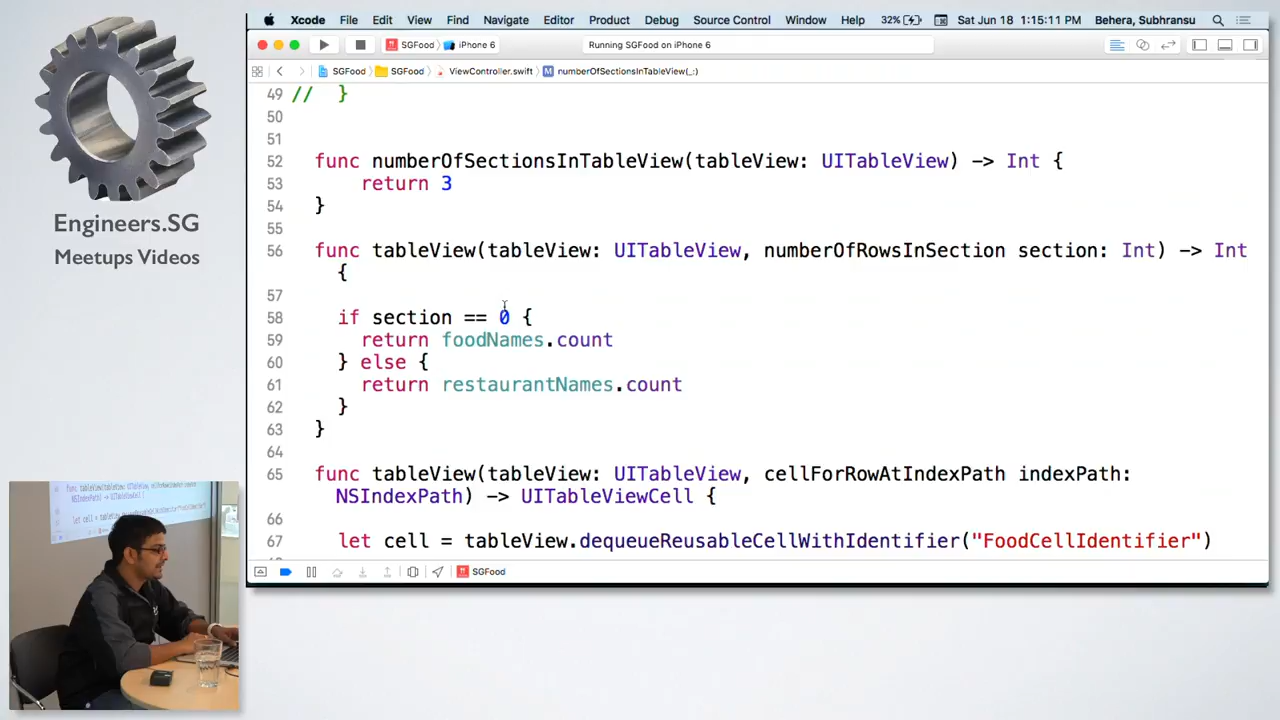 Xcode File Edit View Find Navigate Editor Product Debug Source Control Window Help 32% Sat Jun 18 1:15:11 PM Behera, Subhransu
SGFood iPhone 6 Running SGFood on iPhone 6
SGFood SGFood ViewController.swift M numberOfSectionsInTableView(_:)
49 // }
50
51
52 func numberOfSectionsInTableView(tableView: UITableView) -> Int {
53 return 3
54 }
55
56 func tableView(tableView: UITableView, numberOfRowsInSection section: Int) -> Int
{
57
58 if section == 0 {
59 return foodNames.count
60 } else {
61 return restaurantNames.count
62 }
63 }
64
65 func tableView(tableView: UITableView, cellForRowAtIndexPath indexPath:
NSIndexPath) -> UITableViewCell {
66
67 let cell = tableView.dequeueReusableCellWithIdentifier("FoodCellIdentifier")
SGFood
Engineers.SG
Meetups Videos